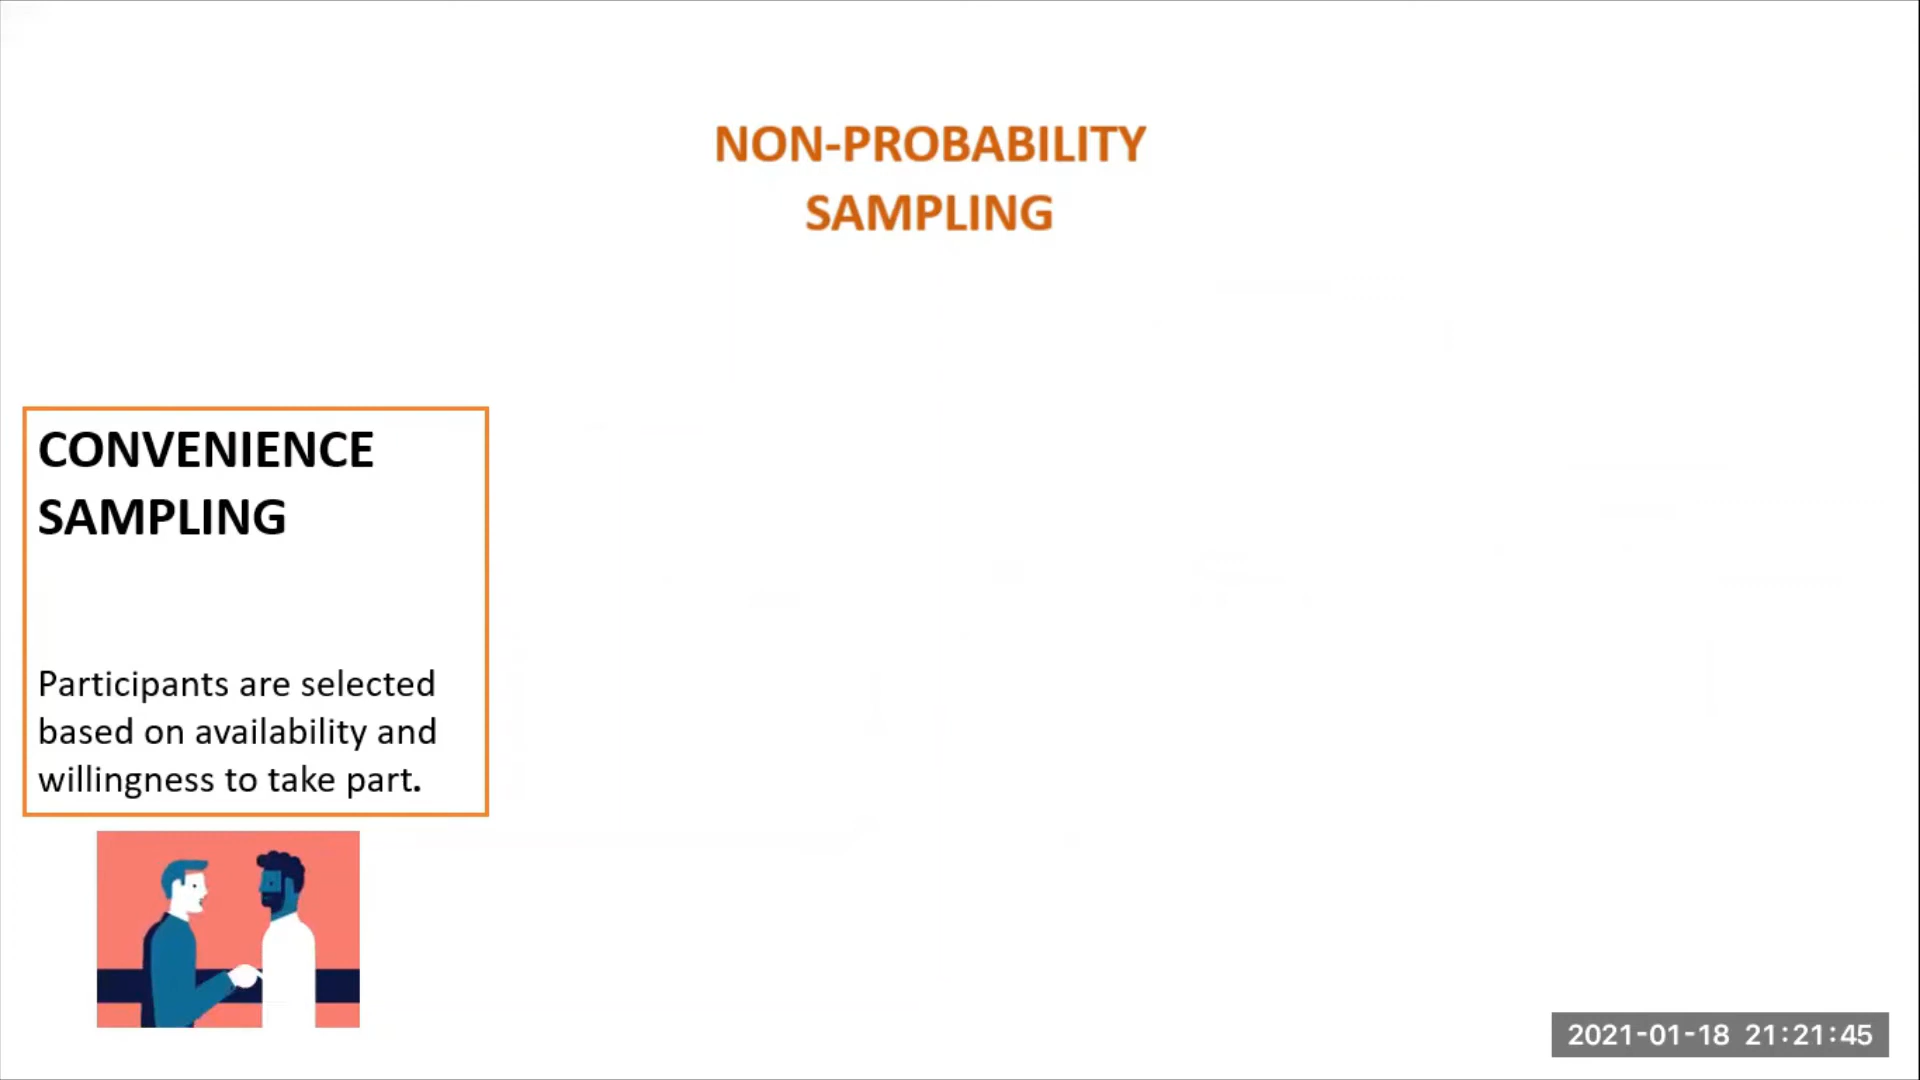 NON-PROBABILITY
SAMPLING
CONVENIENCE
SAMPLING
Participants are selected
based on availability and
willingness to take part.
2021-01-18 21:21:45